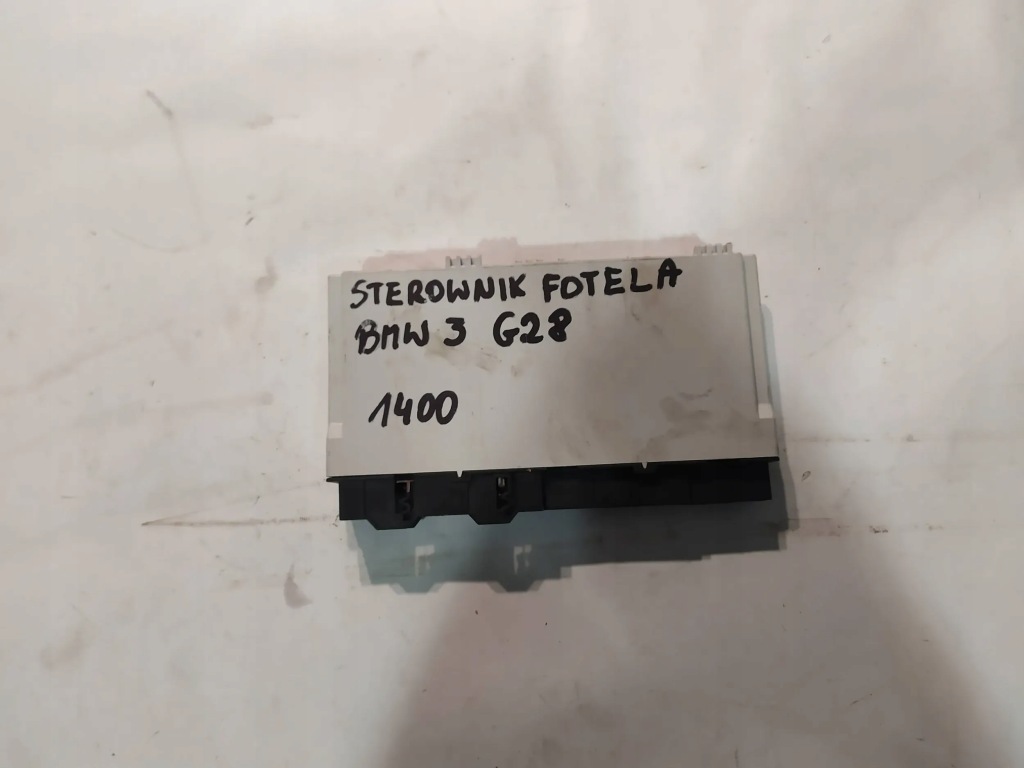 STEROWNIK FOTELA
BMW 3 G28
1400